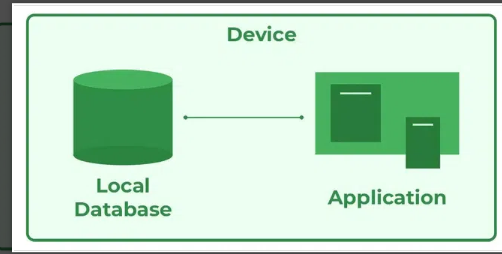 Device
Local
Database
Application